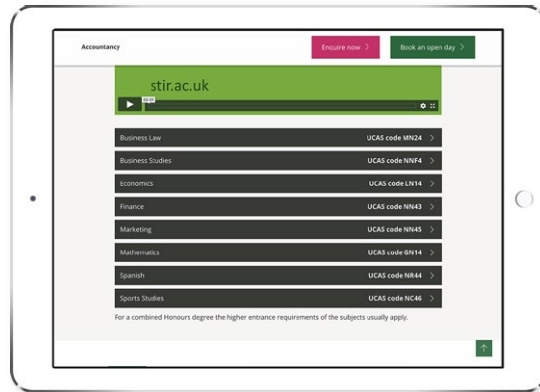 Accountancy
Enquire now
Book an open day
stir.ac.uk
Business Law UCAS code MN24
Business Studies UCAS code NNF4
Economics UCAS code LN14
Finance UCAS code NN43
Marketing UCAS code NN45
Mathematics UCAS code GN14
Spanish UCAS code NR44
Sports Studies UCAS code NC46
For a combined Honours degree the higher entrance requirements of the subjects usually apply.